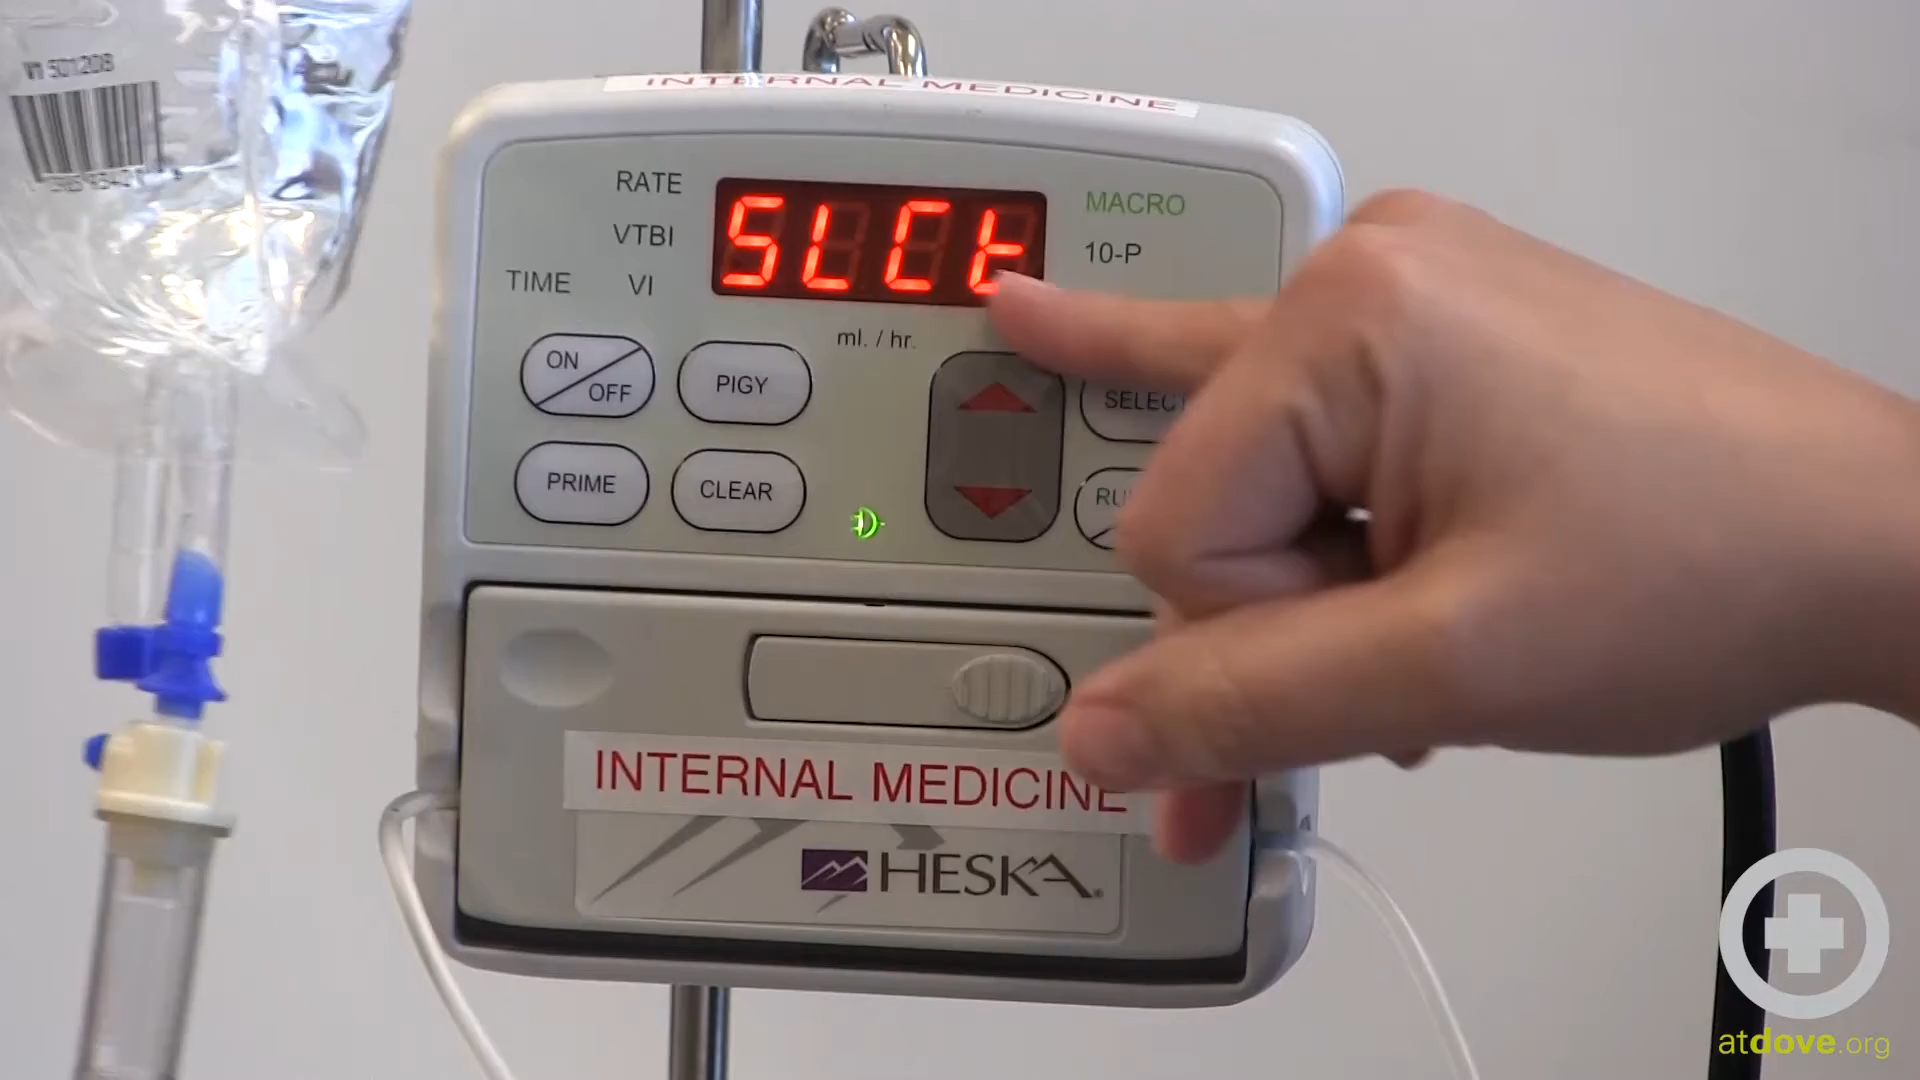 VI 501208
INTERNAL MEDICINE
RATE
VTBI
TIME VI
SLCt
MACRO
10-P
ml. / hr.
ON
OFF
PIGY
SELECT
PRIME
CLEAR
INTERNAL MEDICINE
HESKA®
atdove.org